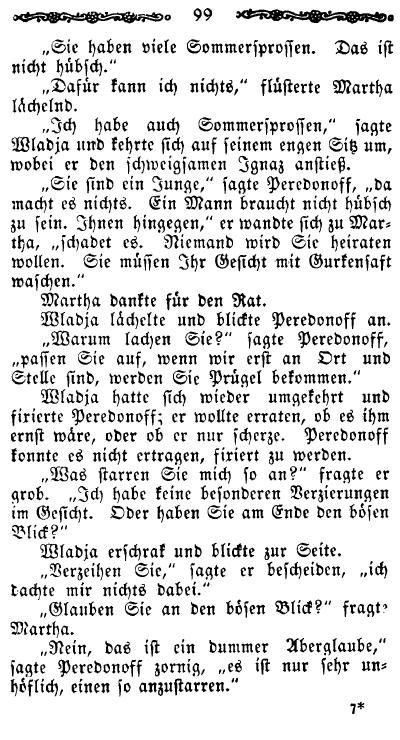 99
„Sie haben viele Sommersprossen. Das ist
nicht hübsch.“
„Dafür kann ich nichts,“ flüsterte Martha
lächelnd.
„Ich habe auch Sommersprossen,“ sagte
Wladja und kehrte sich auf seinem engen Sitz um,
wobei er den schweigsamen Ignaz anstieß.
„Sie sind ein Junge,“ sagte Peredonoff, „da
macht es nichts. Ein Mann braucht nicht hübsch
zu sein. Ihnen hingegen,“ er wandte sich zu Mar-
tha, „schadet es. Niemand wird Sie heiraten
wollen. Sie müssen Ihr Gesicht mit Gurkensaft
waschen.“
Martha dankte für den Rat.
Wladja lächelte und blickte Peredonoff an.
„Warum lachen Sie?“ sagte Peredonoff,
„passen Sie auf, wenn wir erst an Ort und
Stelle sind, werden Sie Prügel bekommen.“
Wladja hatte sich wieder umgekehrt und
fixierte Peredonoff; er wollte erraten, ob es ihm
ernst wäre, oder ob er nur scherze. Peredonoff
konnte es nicht ertragen, fixiert zu werden.
„Was starren Sie mich so an?“ fragte er
grob. „Ich habe keine besonderen Verzierungen
im Gesicht. Oder haben Sie am Ende den bösen
Blick?“
Wladja erschrak und blickte zur Seite.
„Verzeihen Sie,“ sagte er bescheiden, „ich
dachte mir nichts dabei.“
„Glauben Sie an den bösen Blick?“ fragte
Martha.
„Nein, das ist ein dummer Aberglaube,“
sagte Peredonoff zornig, „es ist nur sehr un-
höflich, einen so anzustarren.“
7*